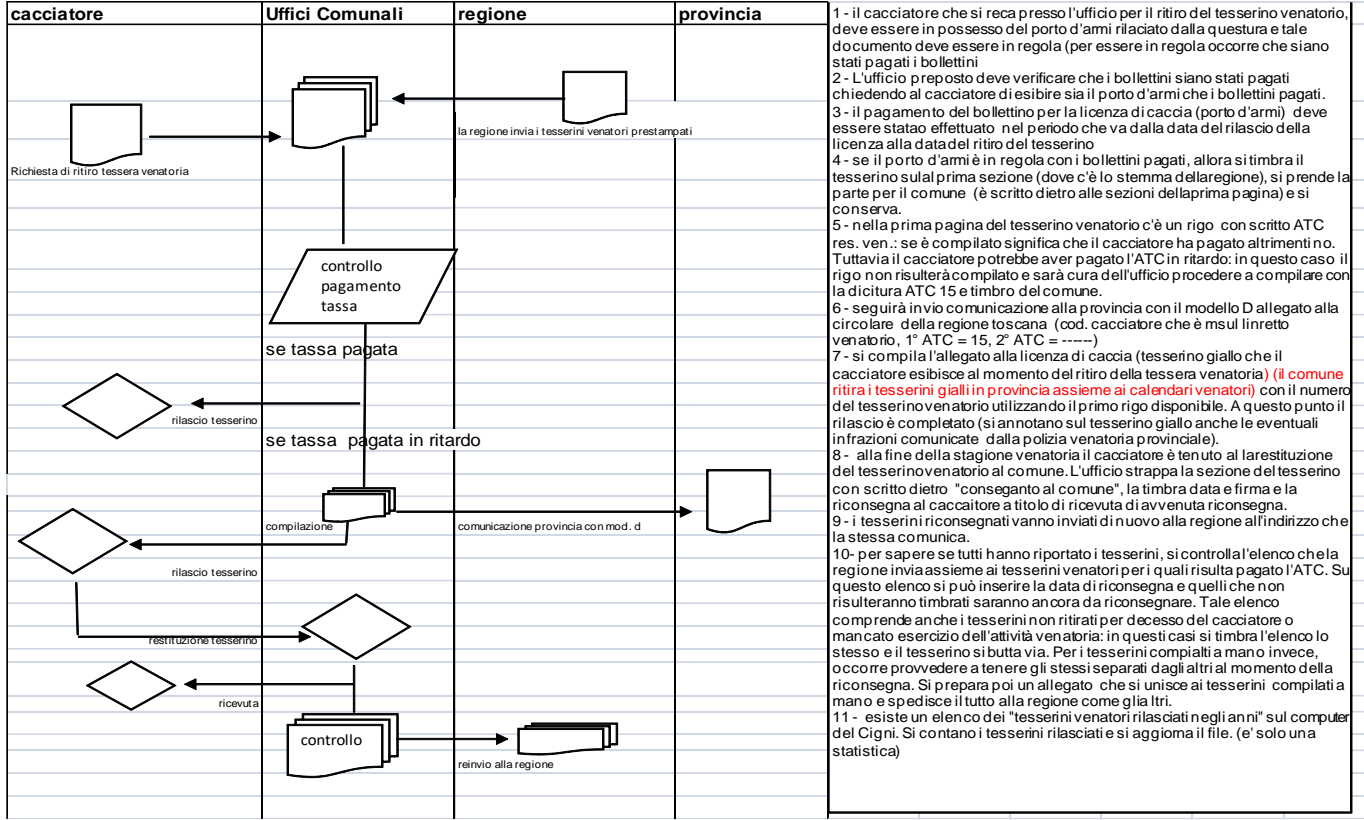 cacciatore
Uffici Comunali
regione
provincia
la regione invia i tesserini venatori prestampati
Richiesta di ritiro tessera venatoria
controllo
pagamento
tassa
se tassa pagata
rilascio tesserino
se tassa  pagata in ritardo
compilazione
comunicazione provincia con mod. d
rilascio tesserino
restituzione tesserino
ricevuta
controllo
reinvio alla regione
1 - il cacciatore che si reca presso l'ufficio per il ritiro del tesserino venatorio,
deve essere in possesso del porto d'armi rilaciato dalla questura e tale
documento deve essere in regola (per essere in regola occorre che siano
stati pagati i bollettini
2 - L'ufficio preposto deve verificare che i bollettini siano stati pagati
chiedendo al cacciatore di esibire sia il porto d'armi che i bollettini pagati.
3 - il pagamento del bollettino per la licenza di caccia (porto d'armi)  deve
essere statao effettuato  nel periodo che va dalla data del rilascio della
licenza alla data del ritiro del tesserino
4 - se il porto d'armi è in regola con i bollettini pagati, allora si timbra il
tesserino sulal prima sezione (dove c'è lo stemma dellaregione), si prende la
parte per il comune  (è scritto dietro alle sezioni dellaprima pagina) e si
conserva.
5 - nella prima pagina del tesserino venatorio c'è un rigo  con scritto ATC
res. ven.: se è compilato significa che il cacciatore ha pagato altrimenti no.
Tuttavia il cacciatore potrebbe aver pagato l'ATC in ritardo: in questo caso  il
rigo non risulterà compilato e sarà cura dell'ufficio procedere a compilare con
la dicitura ATC 15 e timbro del comune.
6 - seguirà invio comunicazione alla provincia con il modello D allegato alla
circolare  della regione toscana  (cod. cacciatore che è msul linretto
venatorio, 1° ATC = 15, 2° ATC = ------)
7 - si compila l'allegato alla licenza di caccia (tesserino giallo che il
cacciatore esibisce al momento del ritiro della tessera venatoria) (il comune
ritira i tesserini gialli in provincia assieme ai calendari venatori) con il numero
del tesserino venatorio utilizzando il primo rigo disponibile. A questo punto il
rilascio è completato (si annotano sul tesserino giallo anche le eventuali
infrazioni comunicate  dalla polizia venatoria provinciale).
8 -  alla fine della stagione venatoria il cacciatore è tenuto al larestituzione
del tesserino venatorio al comune. L'ufficio strappa la sezione del tesserino
con scritto dietro  "conseganto al comune", la timbra data e firma e la
riconsegna al caccaitore a titolo di ricevuta di avvenuta riconsegna.
9 - i  tesserini riconsegnati vanno inviati di nuovo alla regione all'indirizzo che
la stessa comunica.
10- per sapere se tutti hanno riportato i tesserini, si controlla l'elenco che la
regione invia assieme ai tesserini venatori per i quali risulta pagato l'ATC. Su
questo elenco si può inserire la data di riconsegna e quelli che non
risulteranno timbrati saranno ancora da riconsegnare. Tale elenco
comprende anche i tesserini non ritirati per decesso del cacciatore o
mancato esercizio dell'attività venatoria: in questi casi si timbra l'elenco lo
stesso e il tesserino si butta via. Per i tesserini compialti a mano invece,
occorre provvedere a tenere gli stessi separati dagli altri al momento della
riconsegna. Si prepara poi un allegato  che si unisce ai tesserini  compilati a
mano e spedisce il tutto alla regione come glia ltri.
11 -  esiste un elenco dei "tesserini venatori rilasciati negli anni" sul computer
del Cigni. Si contano i tesserini rilasciati e si aggiorna il file. (e' solo una
statistica)